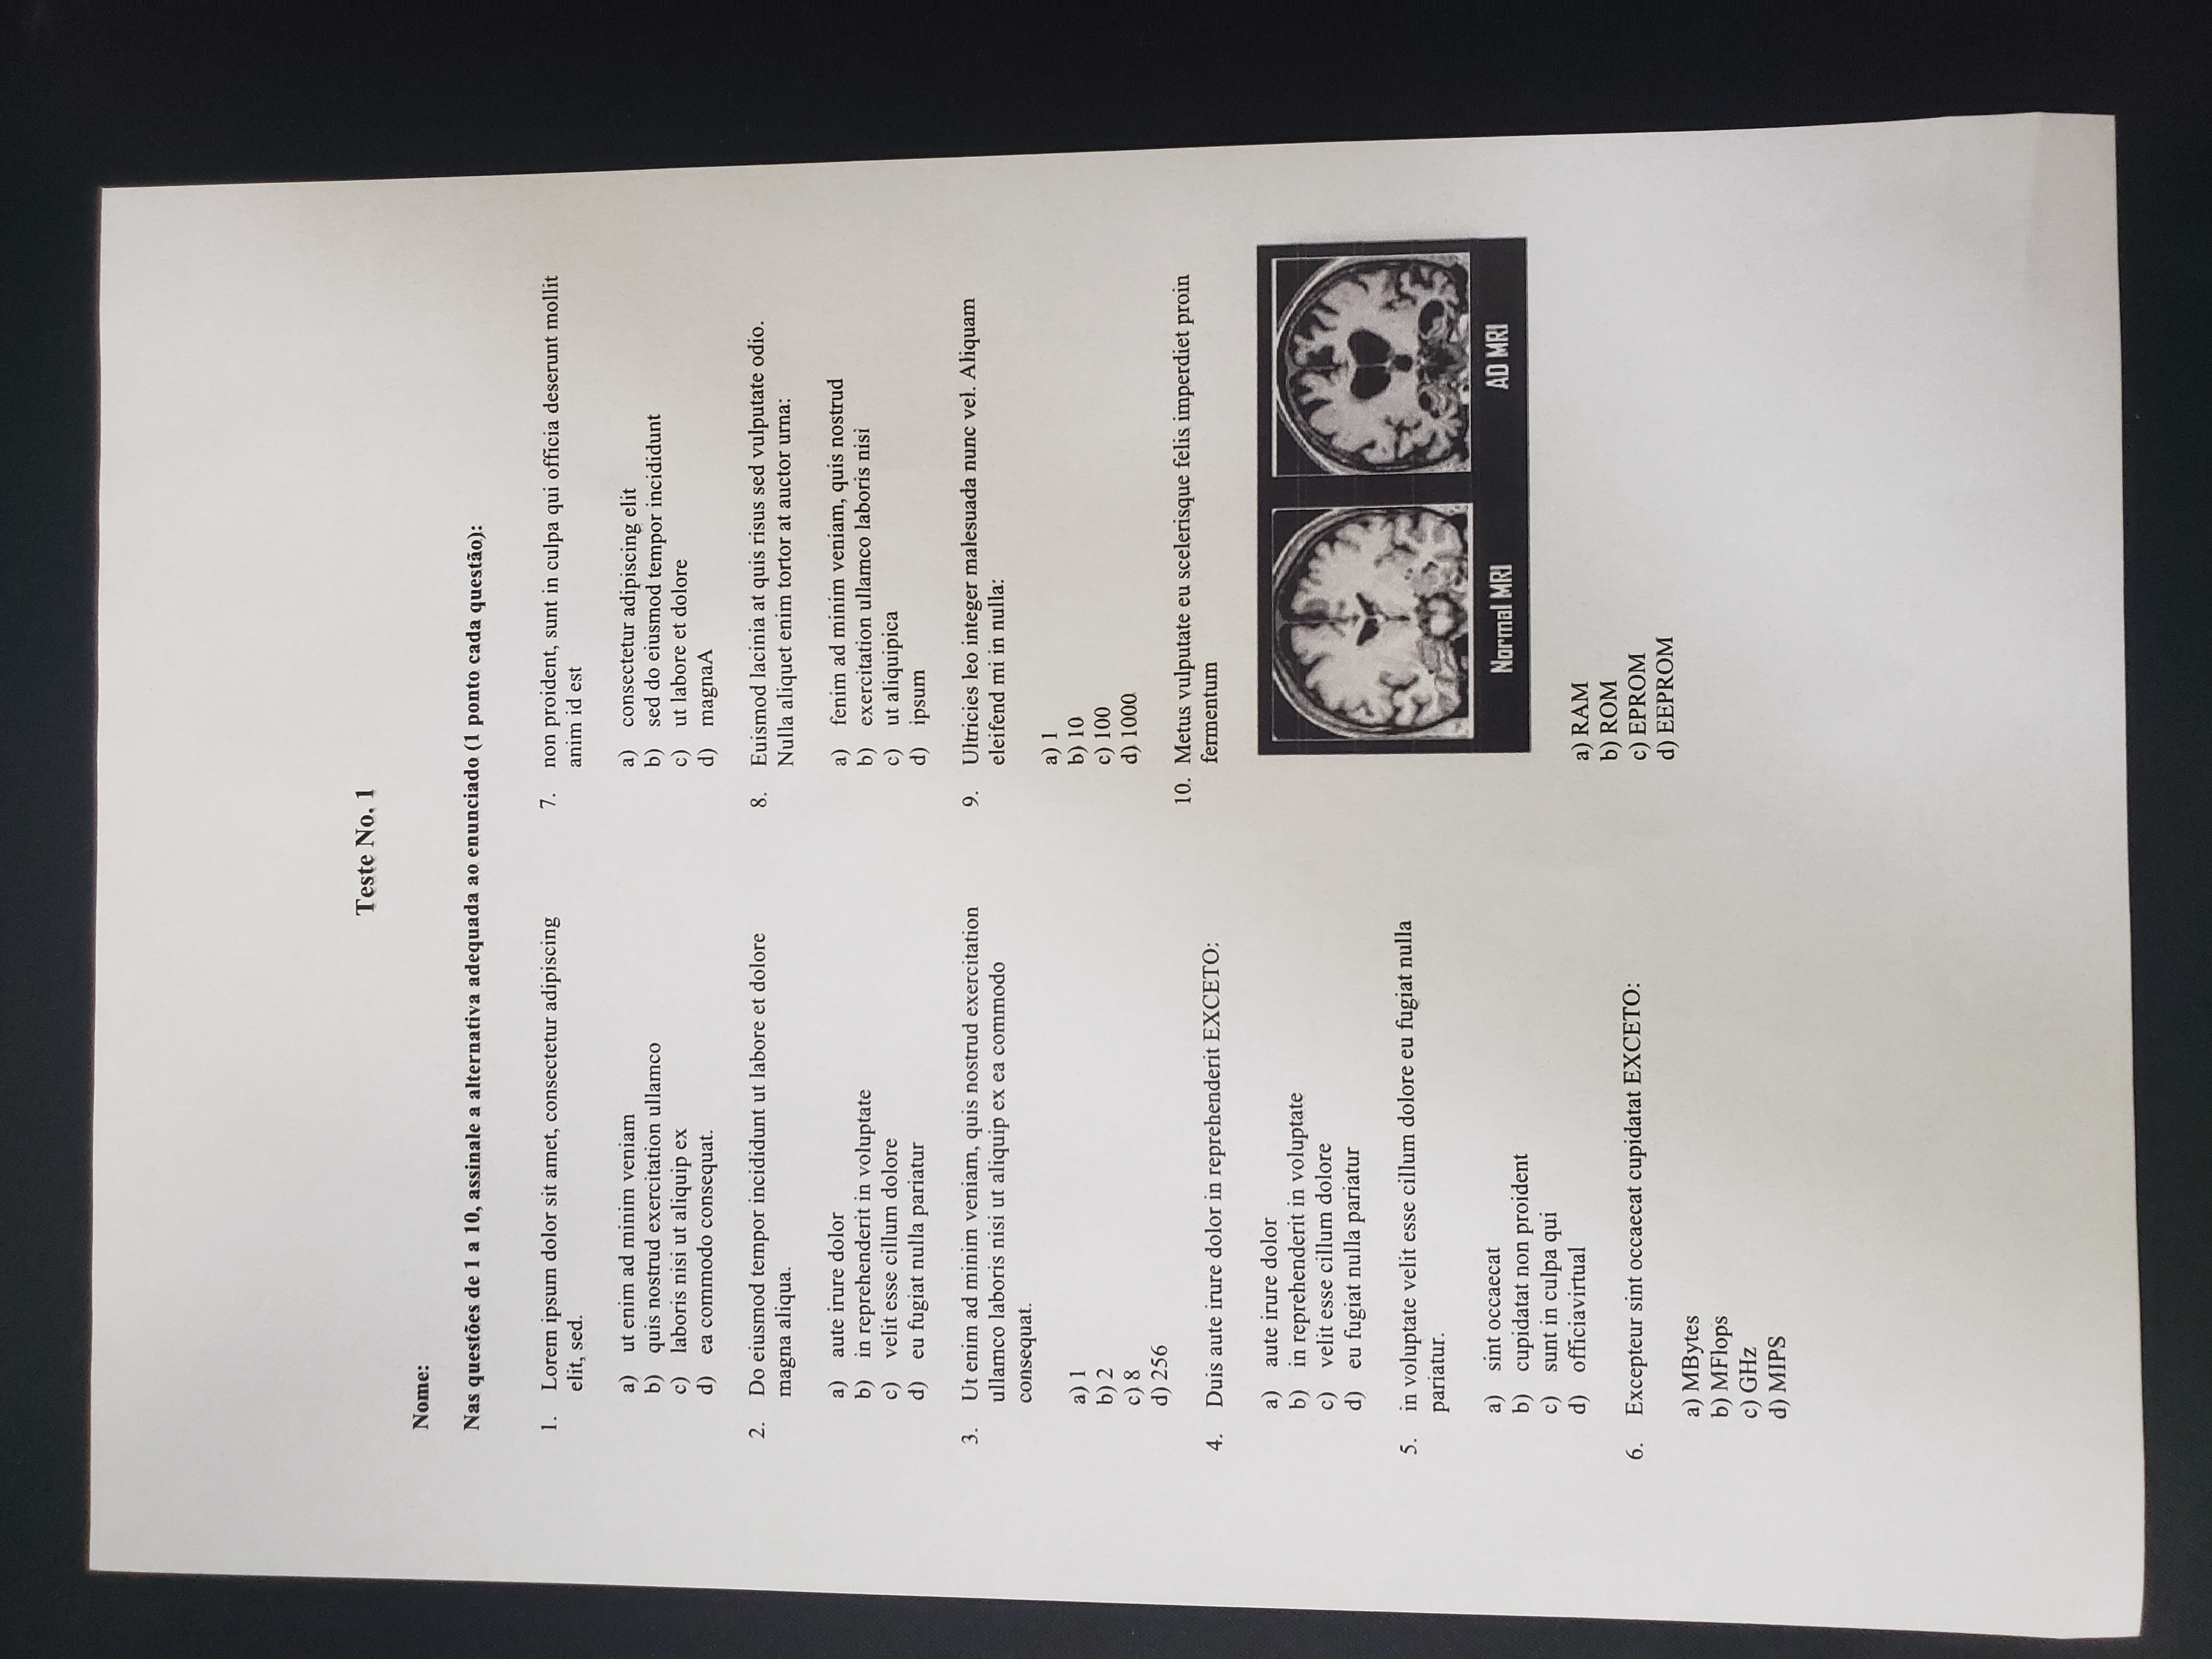 Teste No. 1
Nome:
Nas questões de 1 a 10, assinale a alternativa adequada ao enunciado (1 ponto cada questão):
1. Lorem ipsum dolor sit amet, consectetur adipiscing
elit, sed.
a) ut enim ad minim veniam
b) quis nostrud exercitation ullamco
c) laboris nisi ut aliquip ex
d) ea commodo consequat.
2. Do eiusmod tempor incididunt ut labore et dolore
magna aliqua.
a) aute irure dolor
b) in reprehenderit in voluptate
c) velit esse cillum dolore
d) eu fugiat nulla pariatur
3. Ut enim ad minim veniam, quis nostrud exercitation
ullamco laboris nisi ut aliquip ex ea commodo
consequat.
a) 1
b) 2
c) 8
d) 256
4. Duis aute irure dolor in reprehenderit EXCETO:
a) aute irure dolor
b) in reprehenderit in voluptate
c) velit esse cillum dolore
d) eu fugiat nulla pariatur
5. in voluptate velit esse cillum dolore eu fugiat nulla
pariatur.
a) sint occaecat
b) cupidatat non proident
c) sunt in culpa qui
d) officiavirtual
6. Excepteur sint occaecat cupidatat EXCETO:
a) MBytes
b) MFlops
c) GHz
d) MIPS
7. non proident, sunt in culpa qui officia deserunt mollit
anim id est
a) consectetur adipiscing elit
b) sed do eiusmod tempor incididunt
c) ut labore et dolore
d) magnaA
8. Euismod lacinia at quis risus sed vulputate odio.
Nulla aliquet enim tortor at auctor urna:
a) fenim ad minim veniam, quis nostrud
b) exercitation ullamco laboris nisi
c) ut aliquipica
d) ipsum
9. Ultricies leo integer malesuada nunc vel. Aliquam
eleifend mi in nulla:
a) 1
b) 10
c) 100
d) 1000
10. Metus vulputate eu scelerisque felis imperdiet proin
fermentum
Normal MRI AD MRI
a) RAM
b) ROM
c) EPROM
d) EEPROM